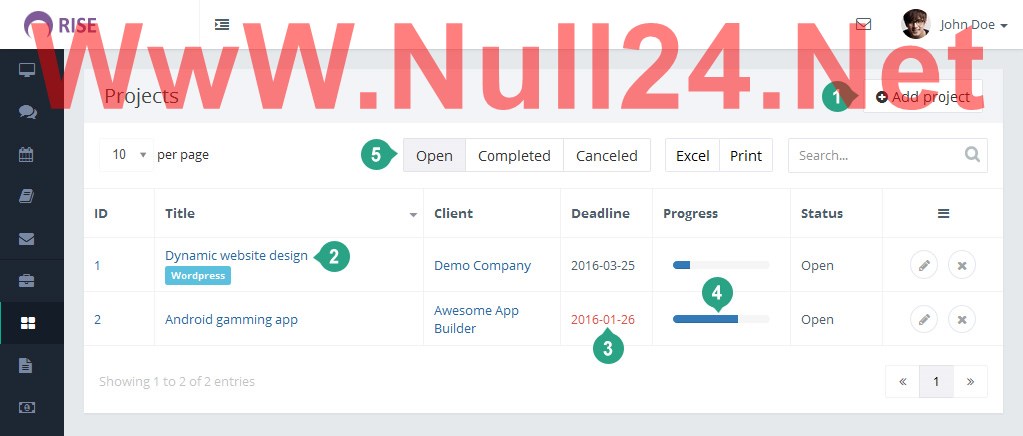 RISE
John Doe
WwW.Null24.Net
Projects
1
Add project
10 per page
5
Open Completed Canceled
Excel Print
Search...
ID Title Client Deadline Progress Status
1 Dynamic website design 2 Demo Company 2016-03-25 Open
Wordpress
4
2 Android gamming app Awesome App 2016-01-26 Open
Builder
3
Showing 1 to 2 of 2 entries
« 1 »